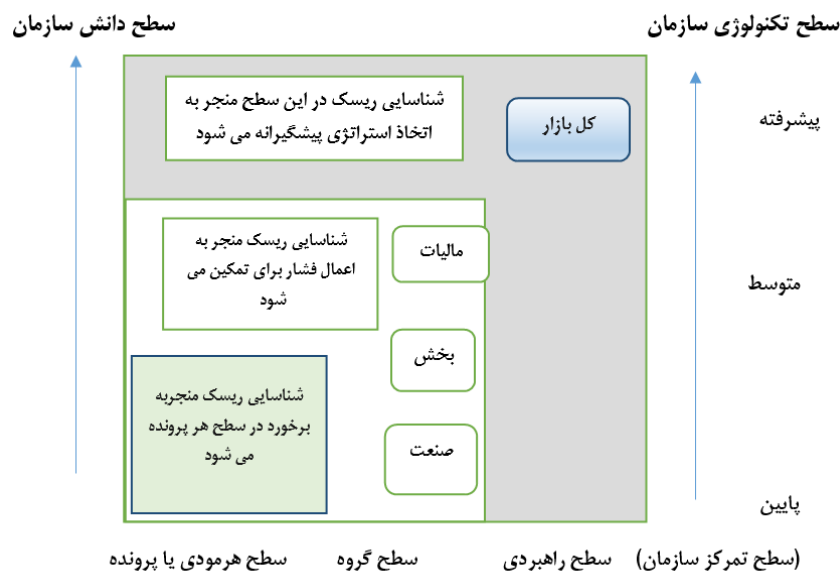 سطح تکنولوژی سازمان
سطح دانش سازمان
پیشرفته
کل بازار
شناسایی ریسک در این سطح منجر به
اتخاذ استراتژی پیشگیرانه می شود
متوسط
مالیات
شناسایی ریسک منجر به
اعمال فشار برای تمکین می
شود
بخش
شناسایی ریسک منجربه
برخورد در سطح هر پرونده
می شود
صنعت
پایین
(سطح تمرکز سازمان)
سطح راهبردی
سطح گروه
سطح هرمودی یا پرونده